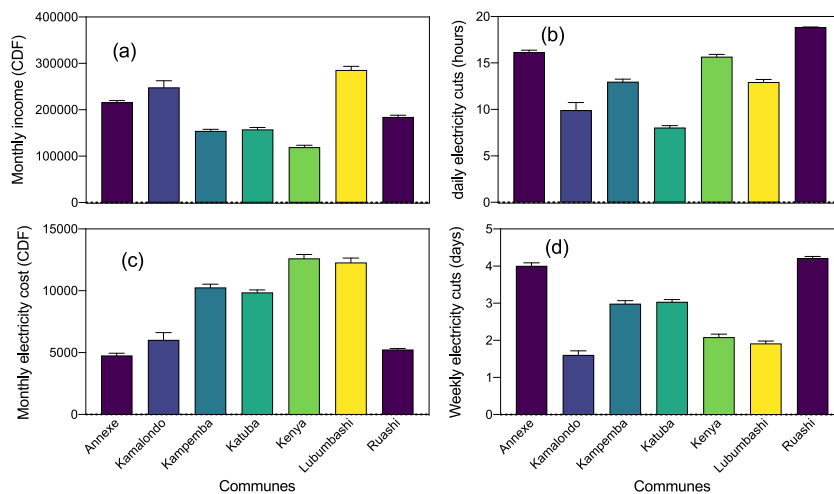 (a)
Monthly income (CDF)
400000
300000
200000
100000
0
(b)
daily electricity cuts (hours)
20
15
10
5
0
(c)
Monthly electricity cost (CDF)
15000
10000
5000
0
Annexe
Kamalondo
Kampemba
Katuba
Kenya
Lubumbashi
Ruashi
Communes
(d)
Weekly electricity cuts (days)
5
4
3
2
1
0
Annexe
Kamalondo
Kampemba
Katuba
Kenya
Lubumbashi
Ruashi
Communes